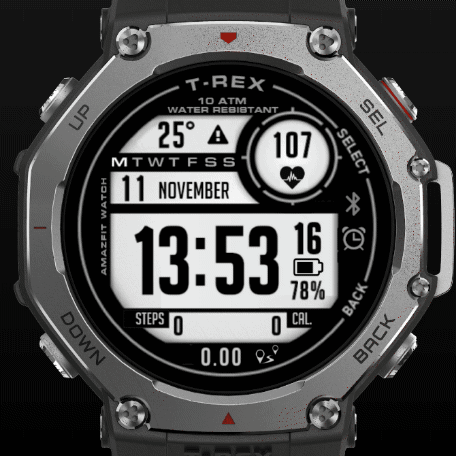 T-REX
10 ATM
WATER RESISTANT
UP
SEL
25°
107
SELECT
MTWTFSS
11 NOVEMBER
AMAZFIT WATCH
13:53
16
78%
STEPS 0
0 CAL.
BACK
0.00
DOWN
BACK